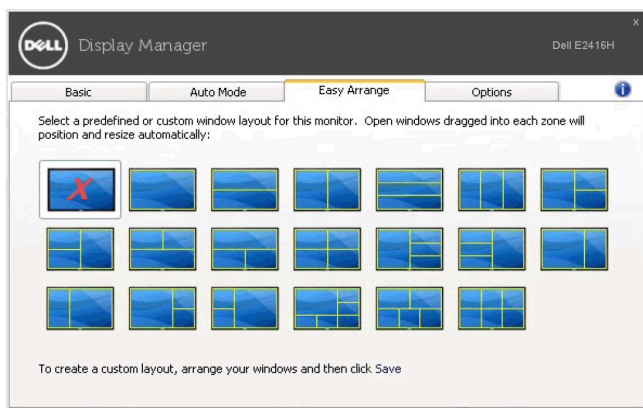 x
DELL Display Manager
Dell E2416H
Basic Auto Mode Easy Arrange Options i
Select a predefined or custom window layout for this monitor. Open windows dragged into each zone will
position and resize automatically:
X
To create a custom layout, arrange your windows and then click Save